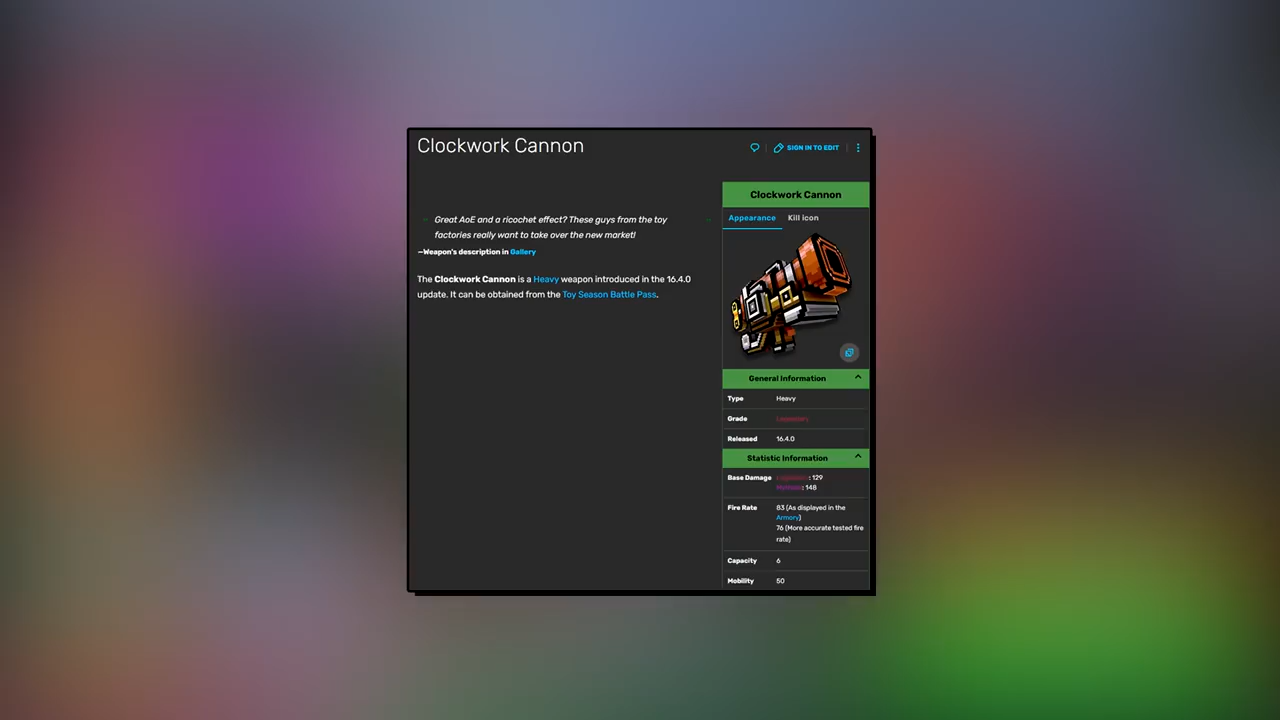 Clockwork Cannon
SIGN IN TO EDIT
Great AoE and a ricochet effect? These guys from the toy
factories really want to take over the new market!
—Weapon's description in Gallery
The Clockwork Cannon is a Heavy weapon introduced in the 16.4.0
update. It can be obtained from the Toy Season Battle Pass.
Clockwork Cannon
Appearance Kill icon
General Information
Type Heavy
Grade Legendary
Released 16.4.0
Statistic Information
Base Damage Legendary: 129
Mythical: 148
Fire Rate 83 (As displayed in the
Armory)
76 (More accurate tested fire
rate)
Capacity 6
Mobility 50